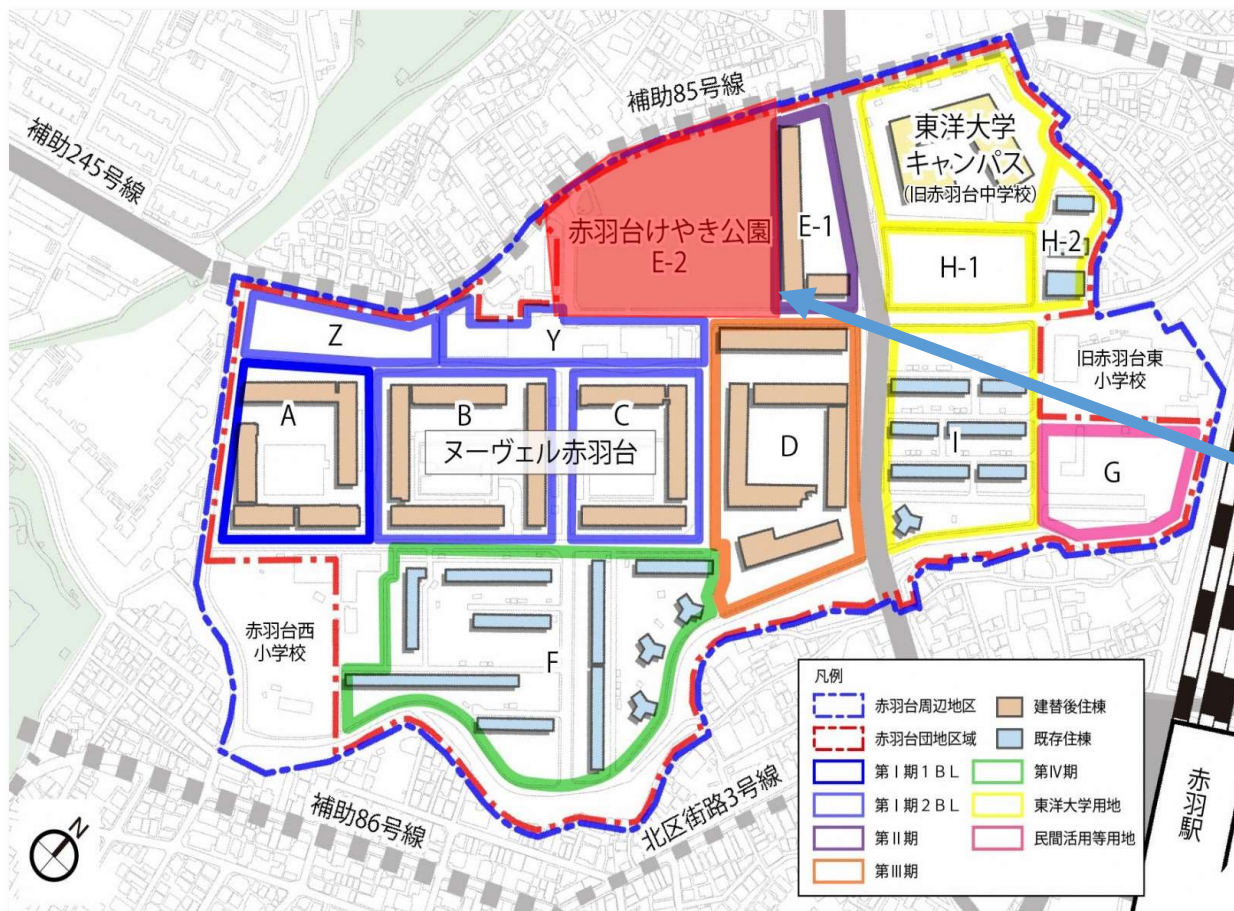 補助85号線
補助245号線
東洋大学
キャンパス
(旧赤羽台中学校)
赤羽台けやき公園
E-2
E-1
H-2
H-1
Z
Y
旧赤羽台東
小学校
A
B
C
D
I
G
ヌーヴェル赤羽台
赤羽台西
小学校
F
補助86号線
北区街路3号線
赤羽駅
N
凡例
赤羽台周辺地区
建替後住棟
赤羽台団地区域
既存住棟
第Ⅰ期1BL
第Ⅳ期
第Ⅰ期2BL
東洋大学用地
第Ⅱ期
民間活用等用地
第Ⅲ期